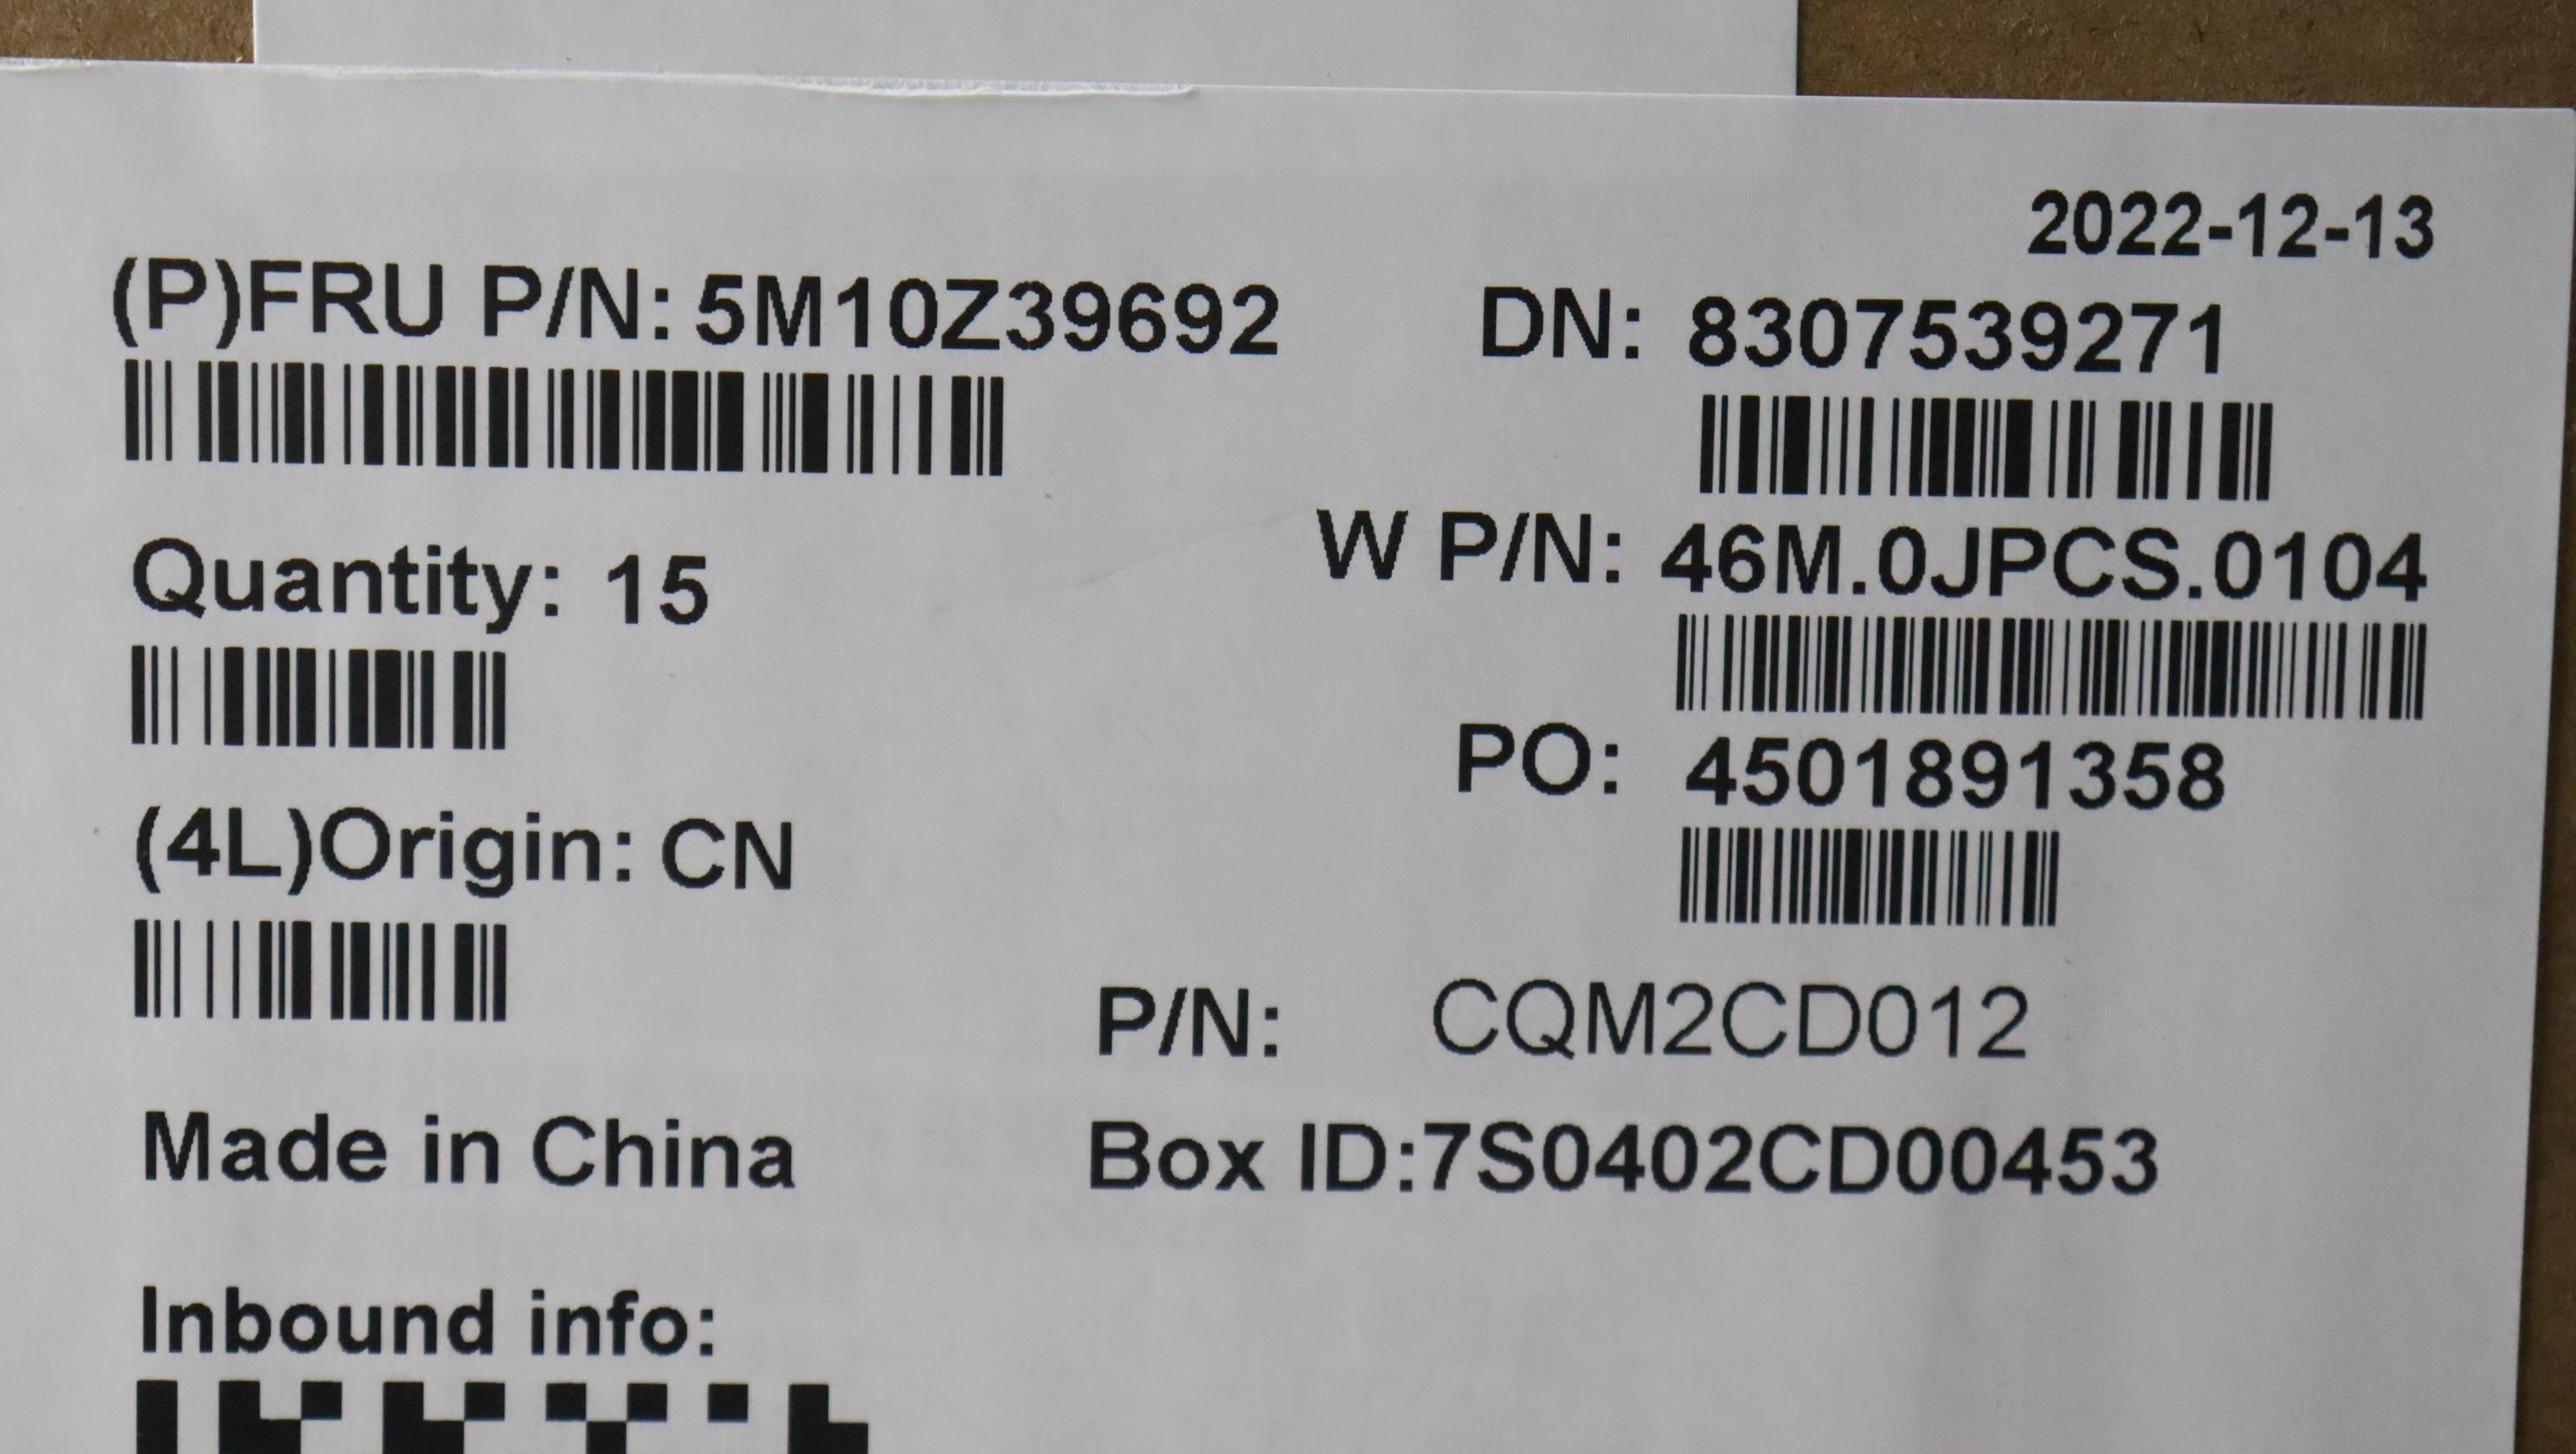 2022-12-13
(P)FRU P/N: 5M10Z39692
DN: 8307539271
Quantity: 15
W P/N: 46M.0JPCS.0104
PO: 4501891358
(4L)Origin: CN
P/N: CQM2CD012
Made in China
Box ID:7S0402CD00453
Inbound info: